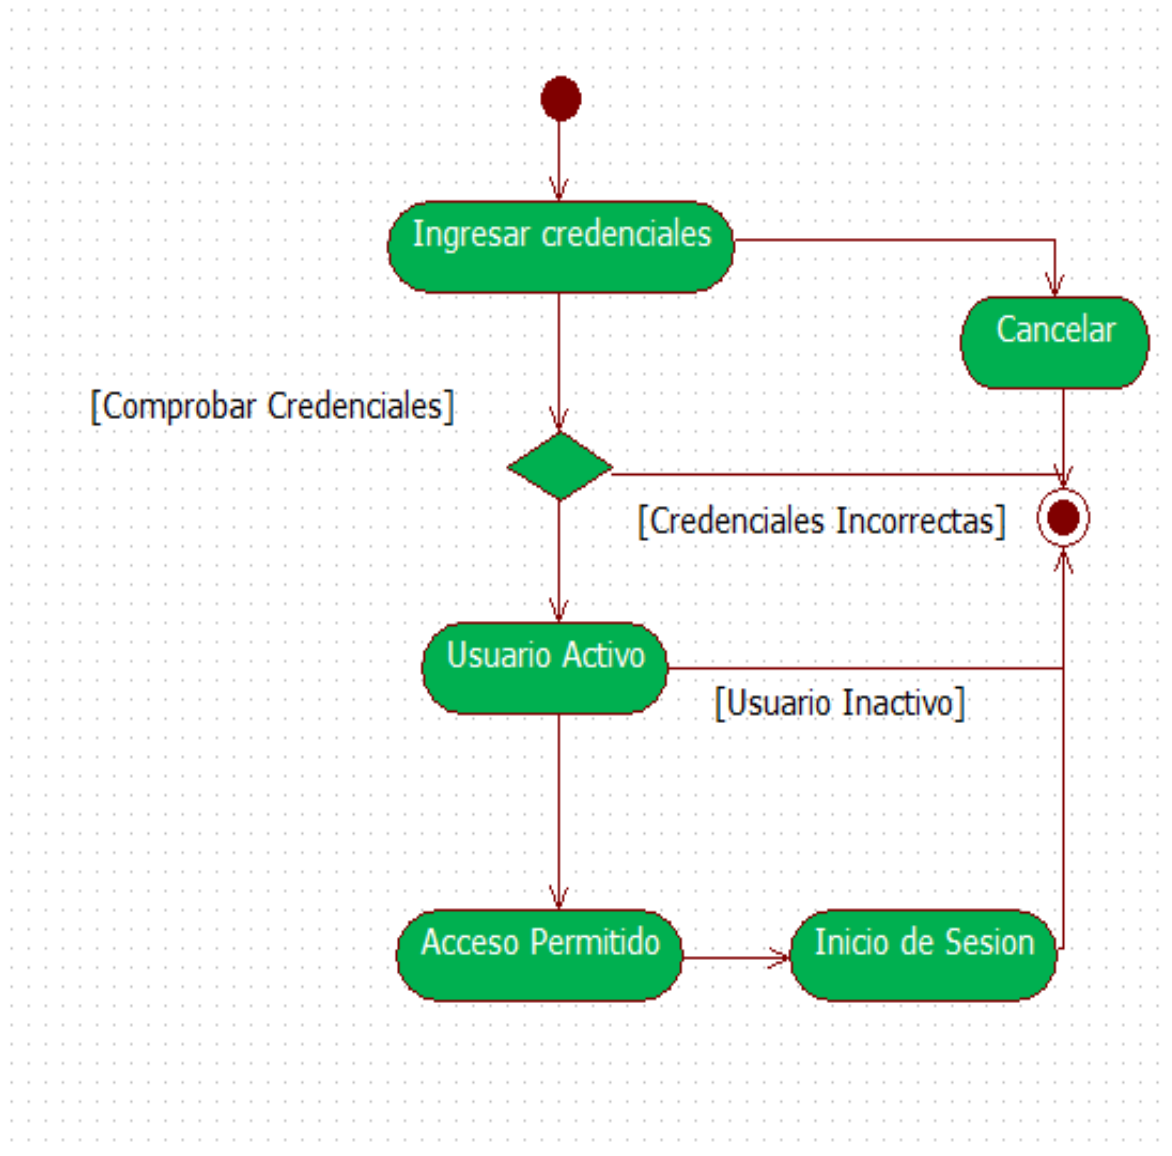 Ingresar credenciales
Cancelar
[Comprobar Credenciales]
[Credenciales Incorrectas]
Usuario Activo
[Usuario Inactivo]
Acceso Permitido
Inicio de Sesion